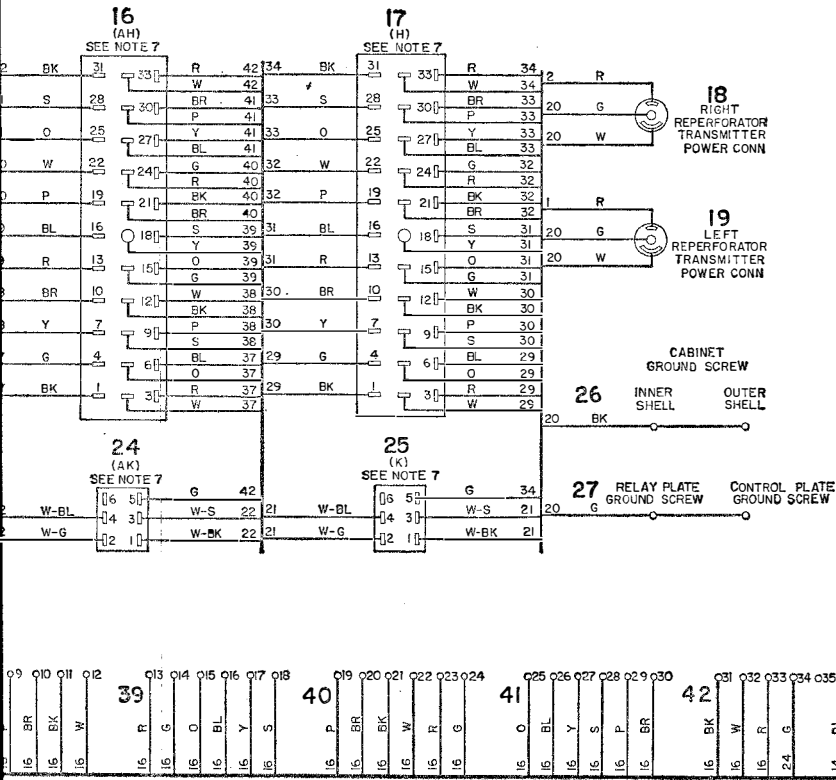 16
(AH)
SEE NOTE 7
17
(H)
SEE NOTE 7
2 BK 31 33 R 42 34 BK 31 33 R 34 2 R
W 42 W 34
S 28 30 BR 41 33 S 28 30 BR 33 20 G
P 41 P 33
O 25 27 Y 41 33 O 25 27 Y 33 20 W
BL 41 BL 33
W 22 24 G 40 32 W 22 24 G 32
R 40 R 32
P 19 21 BK 40 32 P 19 21 BK 32 1 R
BR 40 BR 32
BL 16 18 S 39 31 BL 16 18 S 31 20 G
Y 39 Y 31
R 13 15 O 39 31 R 13 15 O 31 20 W
G 39 G 31
BR 10 12 W 38 30 BR 10 12 W 30
BK 38 BK 30
Y 7 9 P 38 30 Y 7 9 P 30
S 38 S 30
G 4 6 BL 37 29 G 4 6 BL 29
O 37 O 29
BK 1 3 R 37 29 BK 1 3 R 29
W 37 W 29
18
RIGHT
REPERFORATOR
TRANSMITTER
POWER CONN
19
LEFT
REPERFORATOR
TRANSMITTER
POWER CONN
CABINET
GROUND SCREW
26 INNER SHELL
OUTER SHELL
20 BK
24
(AK)
SEE NOTE 7
25
(K)
SEE NOTE 7
6 5 G 42 6 5 G 34
W-BL 4 3 W-S 22 21 W-BL 4 3 W-S 21 20 G
W-G 2 1 W-BK 22 21 W-G 2 1 W-BK 21
27 RELAY PLATE
GROUND SCREW
CONTROL PLATE
GROUND SCREW
9 10 11 12 13 14 15 16 17 18 19 20 21 22 23 24 25 26 27 28 29 30 31 32 33 34 35
39 40 41 42
P BR BK W R G O BL Y S P BR BK W R G O BL Y S P BR BK W R G
16 16 16 16 16 16 16 16 16 16 16 16 16 16 16 16 16 16 16 16 16 16 16 16 24